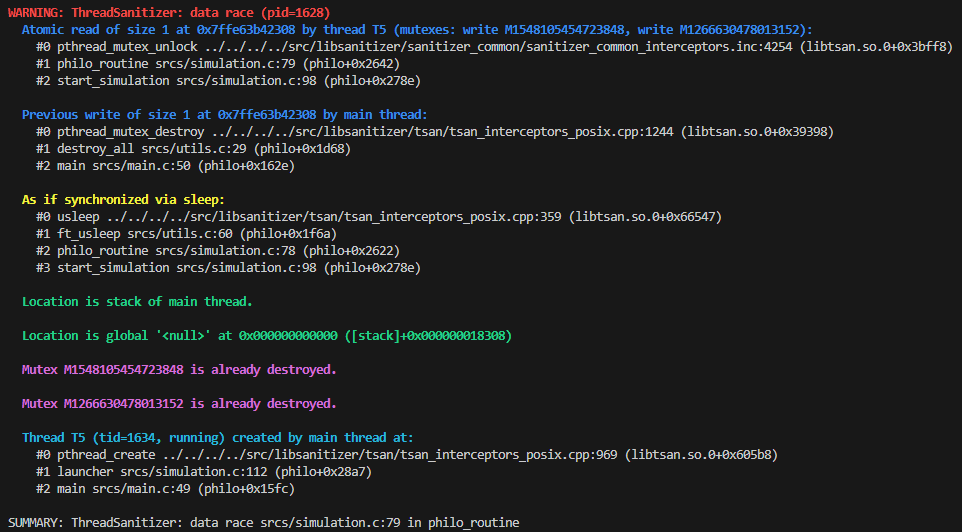 WARNING: ThreadSanitizer: data race (pid=1628)
Atomic read of size 1 at 0x7ffe63b42308 by thread T5 (mutexes: write M1548105454723848, write M1266630478013152):
#0 pthread_mutex_unlock ../../../../src/libsanitizer/sanitizer_common/sanitizer_common_interceptors.inc:4254 (libtsan.so.0+0x3bff8)
#1 philo_routine srcs/simulation.c:79 (philo+0x2642)
#2 start_simulation srcs/simulation.c:98 (philo+0x278e)
Previous write of size 1 at 0x7ffe63b42308 by main thread:
#0 pthread_mutex_destroy ../../../../src/libsanitizer/tsan/tsan_interceptors_posix.cpp:1244 (libtsan.so.0+0x39398)
#1 destroy_all srcs/utils.c:29 (philo+0x1d68)
#2 main srcs/main.c:50 (philo+0x162e)
As if synchronized via sleep:
#0 usleep ../../../../src/libsanitizer/tsan/tsan_interceptors_posix.cpp:359 (libtsan.so.0+0x66547)
#1 ft_usleep srcs/utils.c:60 (philo+0x1f6a)
#2 philo_routine srcs/simulation.c:78 (philo+0x2622)
#3 start_simulation srcs/simulation.c:98 (philo+0x278e)
Location is stack of main thread.
Location is global '<null>' at 0x000000000000 ([stack]+0x000000018308)
Mutex M1548105454723848 is already destroyed.
Mutex M1266630478013152 is already destroyed.
Thread T5 (tid=1634, running) created by main thread at:
#0 pthread_create ../../../../src/libsanitizer/tsan/tsan_interceptors_posix.cpp:969 (libtsan.so.0+0x605b8)
#1 launcher srcs/simulation.c:112 (philo+0x28a7)
#2 main srcs/main.c:49 (philo+0x15fc)
SUMMARY: ThreadSanitizer: data race srcs/simulation.c:79 in philo_routine